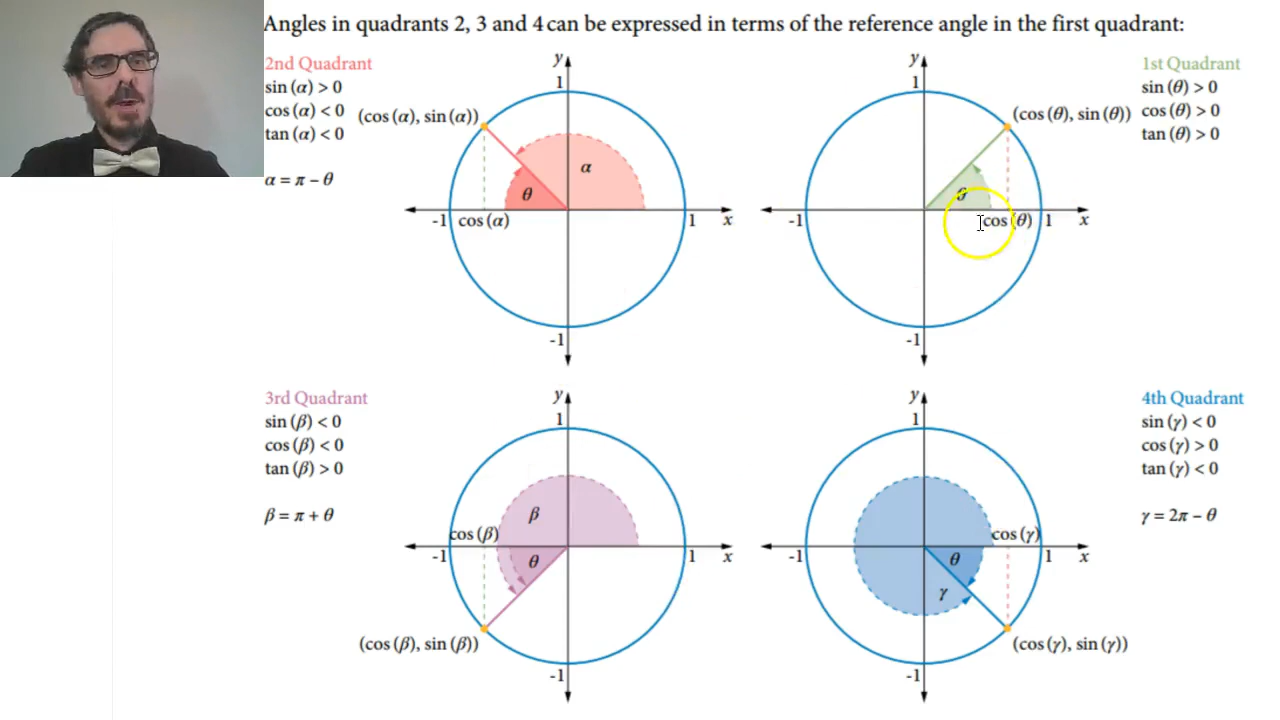 Angles in quadrants 2, 3 and 4 can be expressed in terms of the reference angle in the first quadrant:
2nd Quadrant
sin (α) > 0
cos (α) < 0
tan (α) < 0
α = π − θ
y
1
(cos (α), sin (α))
α
θ
-1
cos (α)
1
x
-1
y
1
(cos (θ), sin (θ))
θ
-1
cos (θ)
1
x
-1
1st Quadrant
sin (θ) > 0
cos (θ) > 0
tan (θ) > 0
3rd Quadrant
sin (β) < 0
cos (β) < 0
tan (β) > 0
β = π + θ
y
1
β
cos (β)
-1
θ
1
x
(cos (β), sin (β))
-1
y
1
cos (γ)
-1
θ
1
x
γ
(cos (γ), sin (γ))
-1
4th Quadrant
sin (γ) < 0
cos (γ) > 0
tan (γ) < 0
γ = 2π − θ